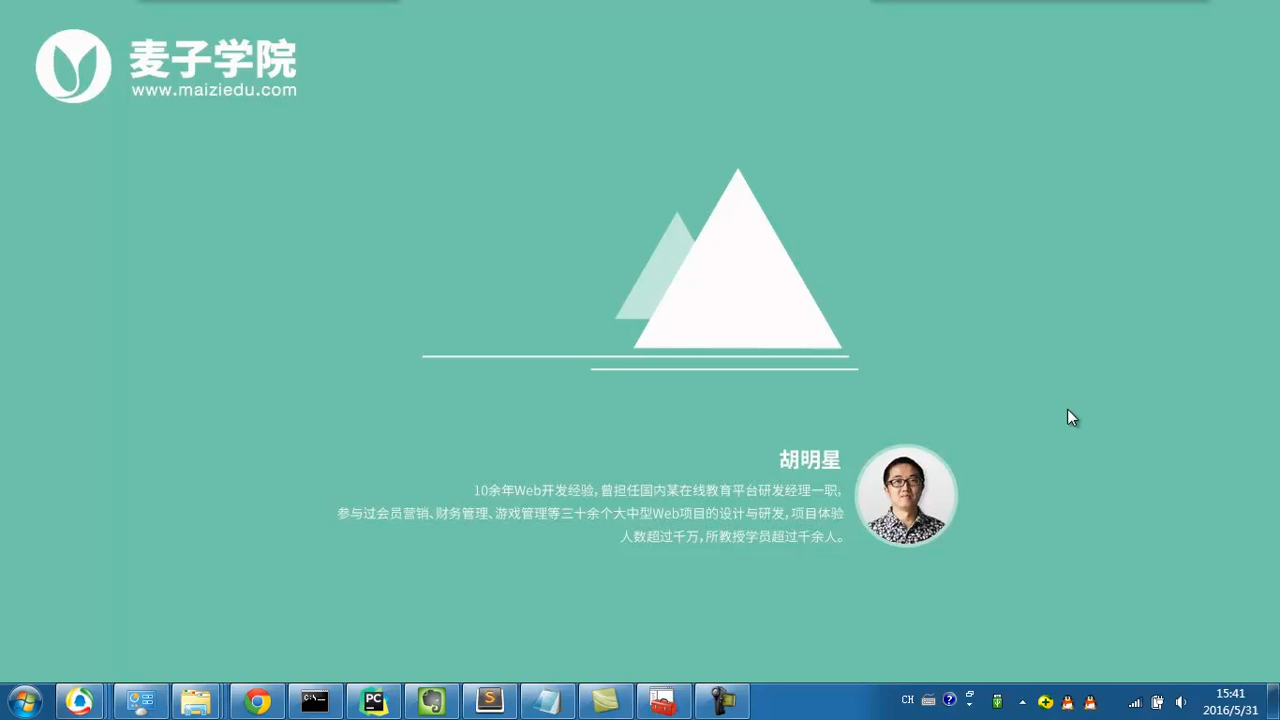 麦子学院
www.maiziedu.com
胡明星
10余年Web开发经验,曾担任国内某在线教育平台研发经理一职,
参与过会员营销、财务管理、游戏管理等三十余个大中型Web项目的设计与研发,项目体验
人数超过千万,所教授学员超过千余人。
C:\_
PC
S
CH
15:41
2016/5/31